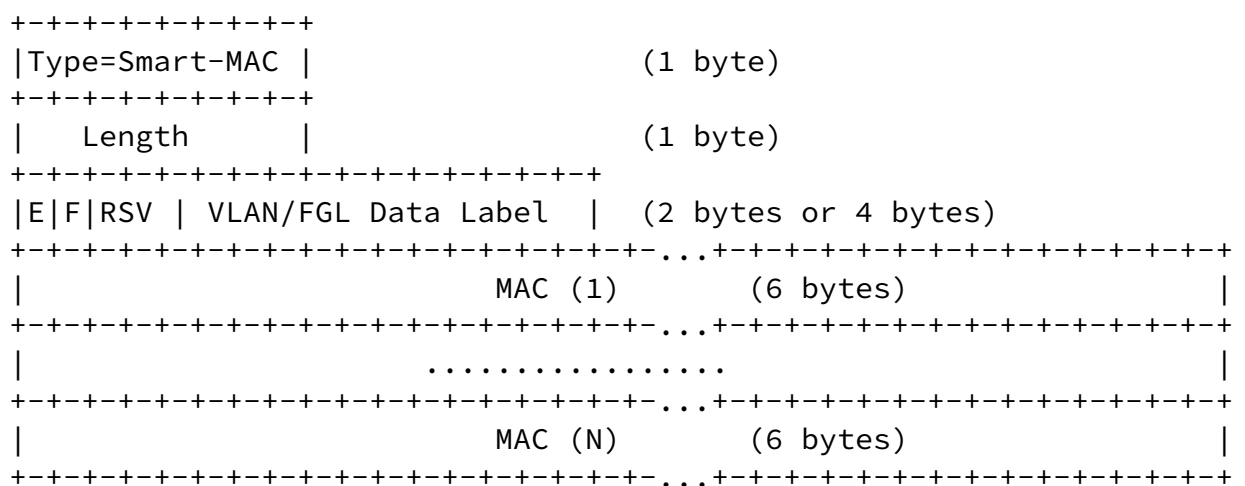 +-+-+-+-+-+-+-+-+
|Type=Smart-MAC |                  (1 byte)
+-+-+-+-+-+-+-+-+
|   Length      |                  (1 byte)
+-+-+-+-+-+-+-+-+-+-+-+-+-+-+-+-+
|E|F|RSV | VLAN/FGL Data Label  |  (2 bytes or 4 bytes)
+-+-+-+-+-+-+-+-+-+-+-+-+-+-+-+-+-+-...+-+-+-+-+-+-+-+-+-+-+-+-+-+-+
|                          MAC (1)       (6 bytes)                 |
+-+-+-+-+-+-+-+-+-+-+-+-+-+-+-+-+-+-...+-+-+-+-+-+-+-+-+-+-+-+-+-+-+
|                      .................                           |
+-+-+-+-+-+-+-+-+-+-+-+-+-+-+-+-+-+-...+-+-+-+-+-+-+-+-+-+-+-+-+-+-+
|                          MAC (N)       (6 bytes)                 |
+-+-+-+-+-+-+-+-+-+-+-+-+-+-+-+-+-+-...+-+-+-+-+-+-+-+-+-+-+-+-+-+-+